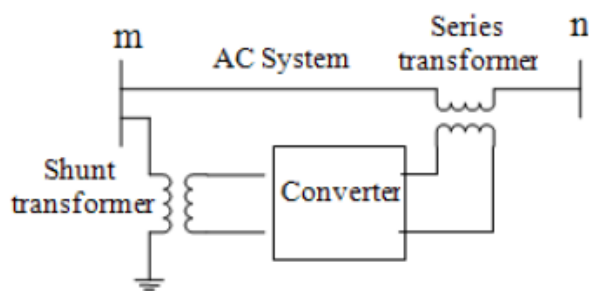 m
AC System
Series
transformer
n
Shunt
transformer
Converter